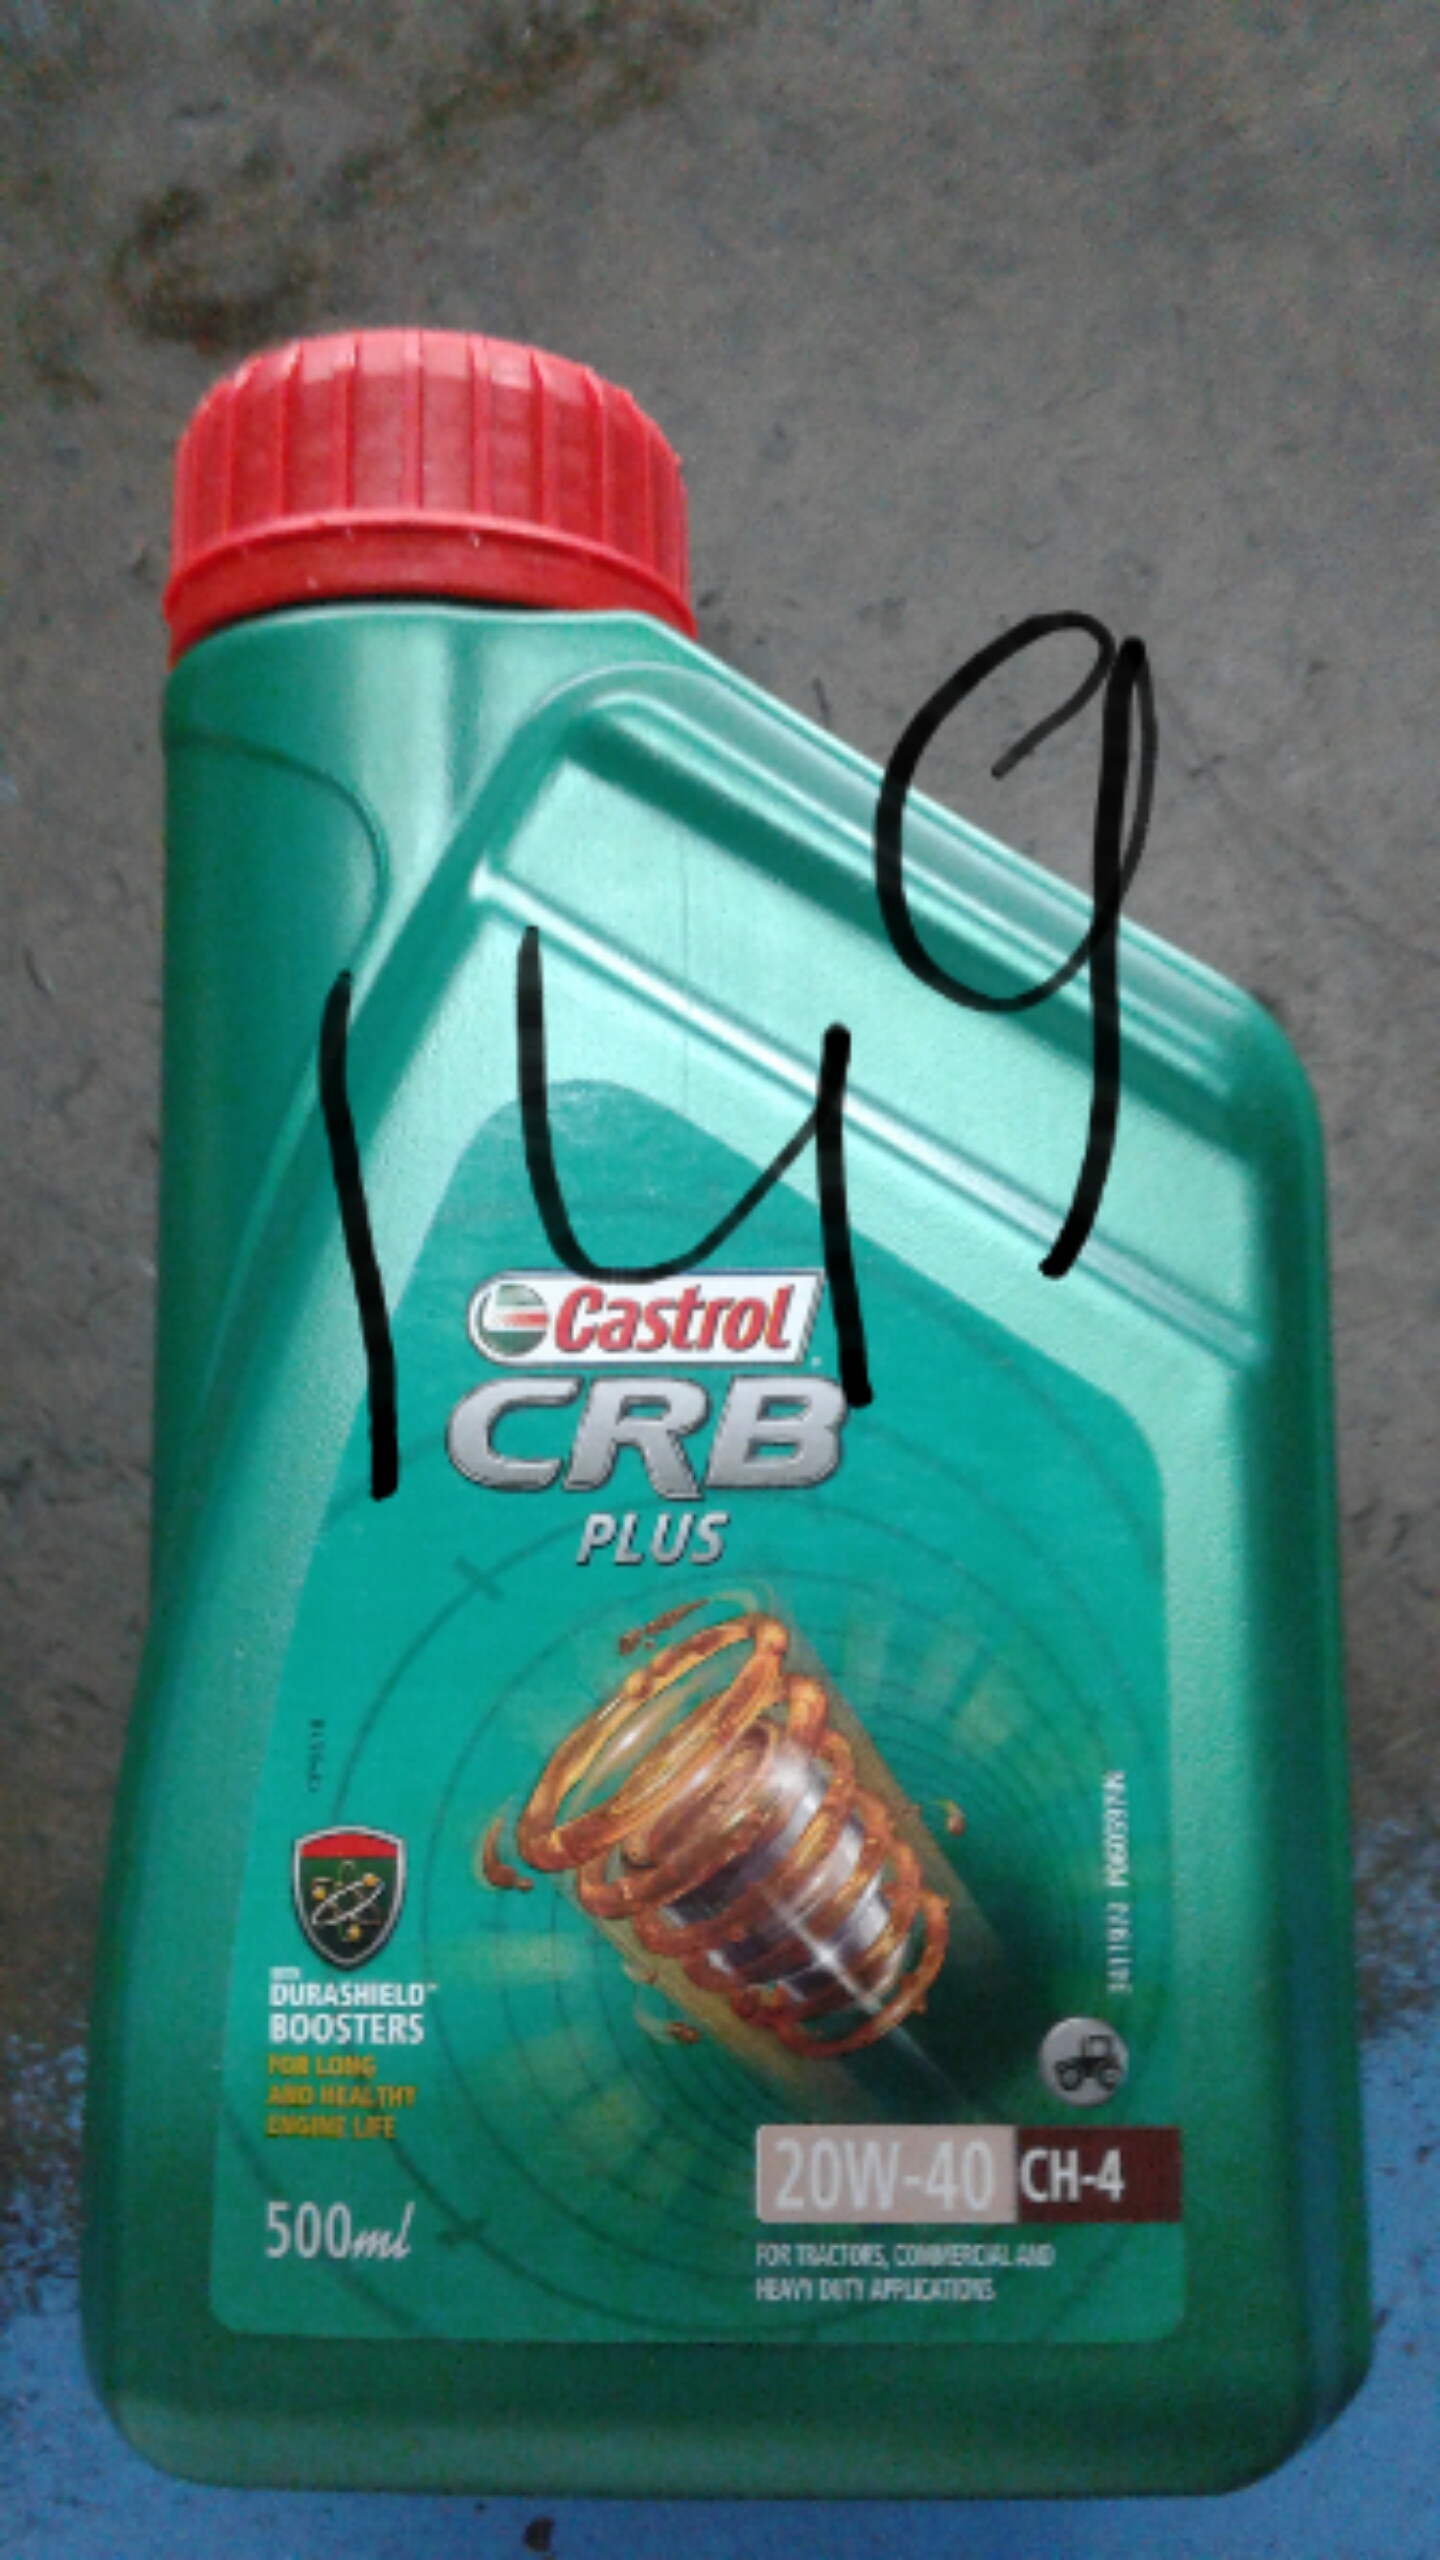 149
Castrol
CRB
PLUS
DURASHIELD™
BOOSTERS
FOR LONG
AND HEALTHY
ENGINE LIFE
500ml
20W-40 CH-4
FOR TRACTORS, COMMERCIAL AND
HEAVY DUTY APPLICATIONS